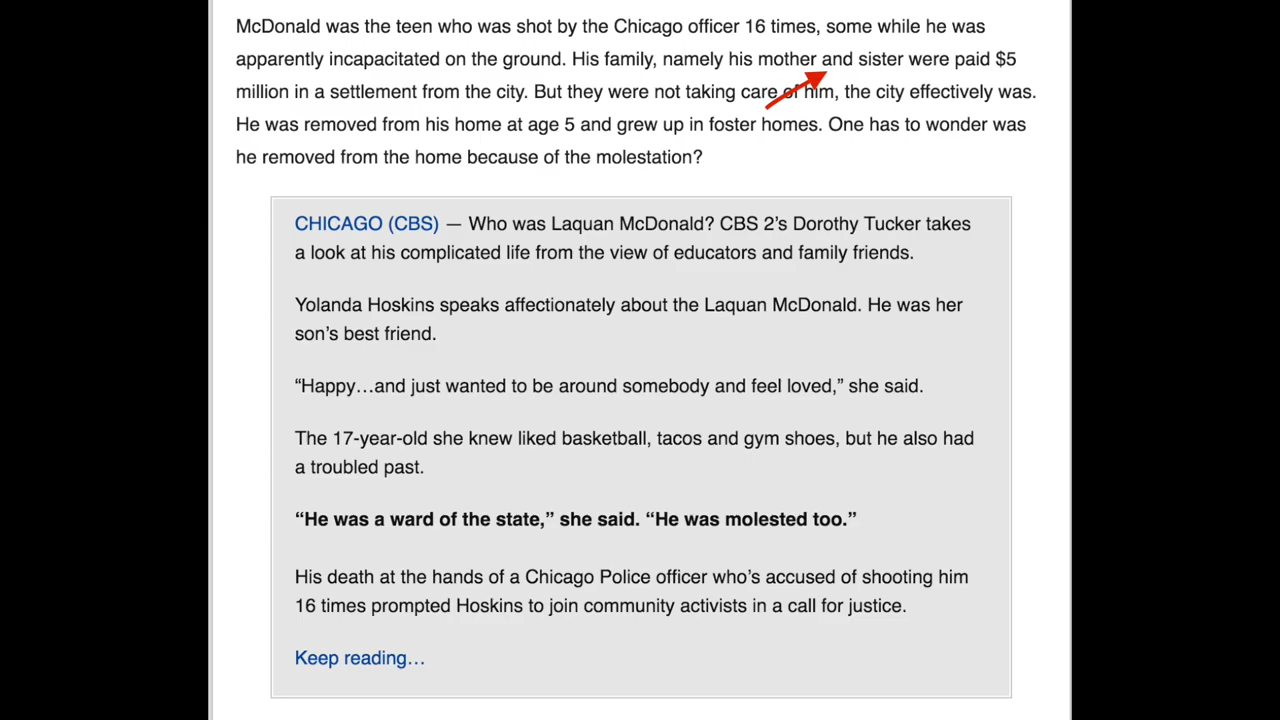 McDonald was the teen who was shot by the Chicago officer 16 times, some while he was
apparently incapacitated on the ground. His family, namely his mother and sister were paid $5
million in a settlement from the city. But they were not taking care of him, the city effectively was.
He was removed from his home at age 5 and grew up in foster homes. One has to wonder was
he removed from the home because of the molestation?
CHICAGO (CBS) — Who was Laquan McDonald? CBS 2’s Dorothy Tucker takes
a look at his complicated life from the view of educators and family friends.
Yolanda Hoskins speaks affectionately about the Laquan McDonald. He was her
son’s best friend.
“Happy…and just wanted to be around somebody and feel loved,” she said.
The 17-year-old she knew liked basketball, tacos and gym shoes, but he also had
a troubled past.
“He was a ward of the state,” she said. “He was molested too.”
His death at the hands of a Chicago Police officer who’s accused of shooting him
16 times prompted Hoskins to join community activists in a call for justice.
Keep reading…